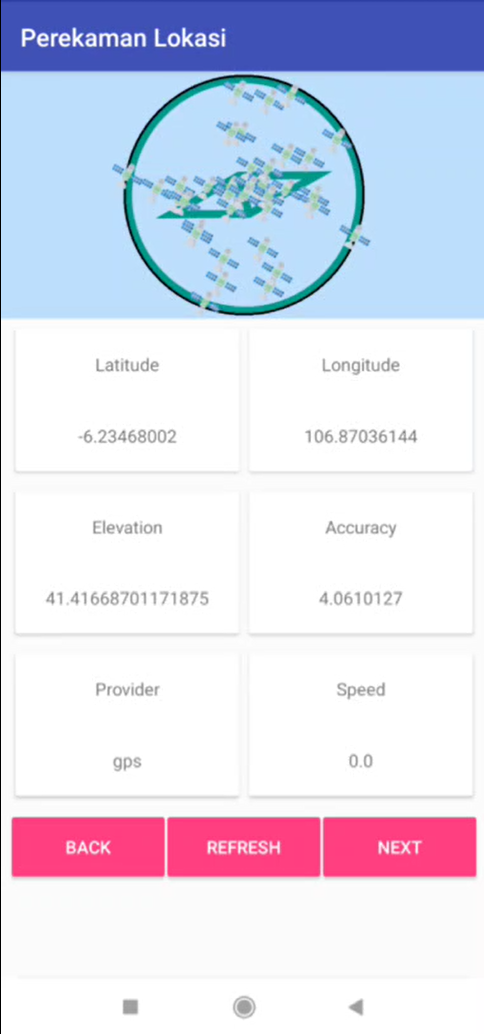 Perekaman Lokasi
Latitude
Longitude
-6.23468002
106.87036144
Elevation
Accuracy
41.41668701171875
4.0610127
Provider
Speed
gps
0.0
BACK
REFRESH
NEXT